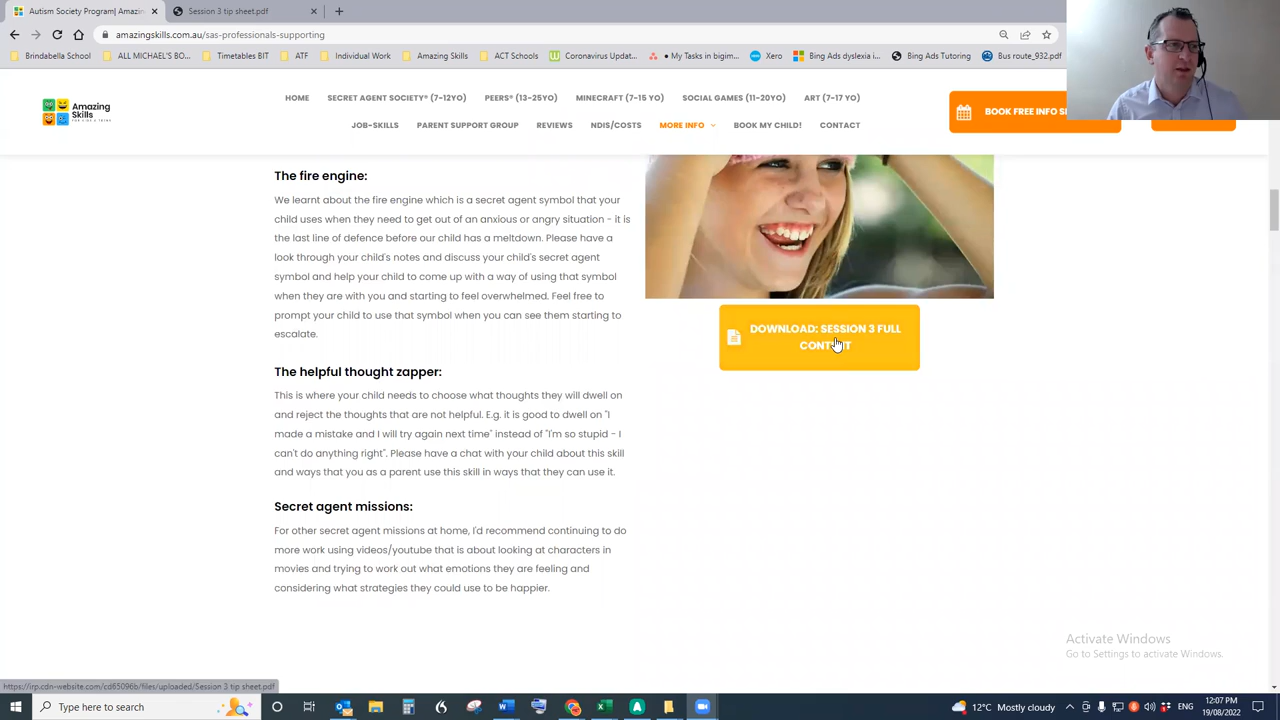 Autism Society Amazing Skills
Session 3 tip sheet.pdf
amazingskills.com.au/sas-professionals-supporting
Brindabella School
ALL MICHAEL'S BO...
Timetables BIT
ATF
Individual Work
Amazing Skills
ACT Schools
Coronavirus Updat...
• My Tasks in bigim...
Xero
Bing Ads dyslexia i...
Bing Ads Tutoring
Bus route_932.pdf
Amazing
Skills
HOME
SECRET AGENT SOCIETY® (7-12YO)
PEERS® (13-25YO)
MINECRAFT (7-15 YO)
SOCIAL GAMES (11-20YO)
ART (7-17 YO)
JOB-SKILLS
PARENT SUPPORT GROUP
REVIEWS
NDIS/COSTS
MORE INFO
BOOK MY CHILD!
CONTACT
BOOK FREE INFO
The fire engine:
We learnt about the fire engine which is a secret agent symbol that your
child uses when they need to get out of an anxious or angry situation - it is
the last line of defence before our child has a meltdown. Please have a
look through your child's notes and discuss your child's secret agent
symbol and help your child to come up with a way of using that symbol
when they are with you and starting to feel overwhelmed. Feel free to
prompt your child to use that symbol when you can see them starting to
escalate.
The helpful thought zapper:
This is where your child needs to choose what thoughts they will dwell on
and reject the thoughts that are not helpful. E.g. it is good to dwell on "I
made a mistake and I will try again next time" instead of "I'm so stupid - I
can't do anything right". Please have a chat with your child about this skill
and ways that you as a parent use this skill in ways that they can use it.
Secret agent missions:
For other secret agent missions at home, I'd recommend continuing to do
more work using videos/youtube that is about looking at characters in
movies and trying to work out what emotions they are feeling and
considering what strategies they could use to be happier.
DOWNLOAD: SESSION 3 FULL
CONTENT
Activate Windows
Go to Settings to activate Windows.
https://irp.cdn-website.com/cd65096b/files/uploaded/Session 3 tip sheet.pdf
Type here to search
12°C Mostly cloudy
12:07 PM
19/08/2022